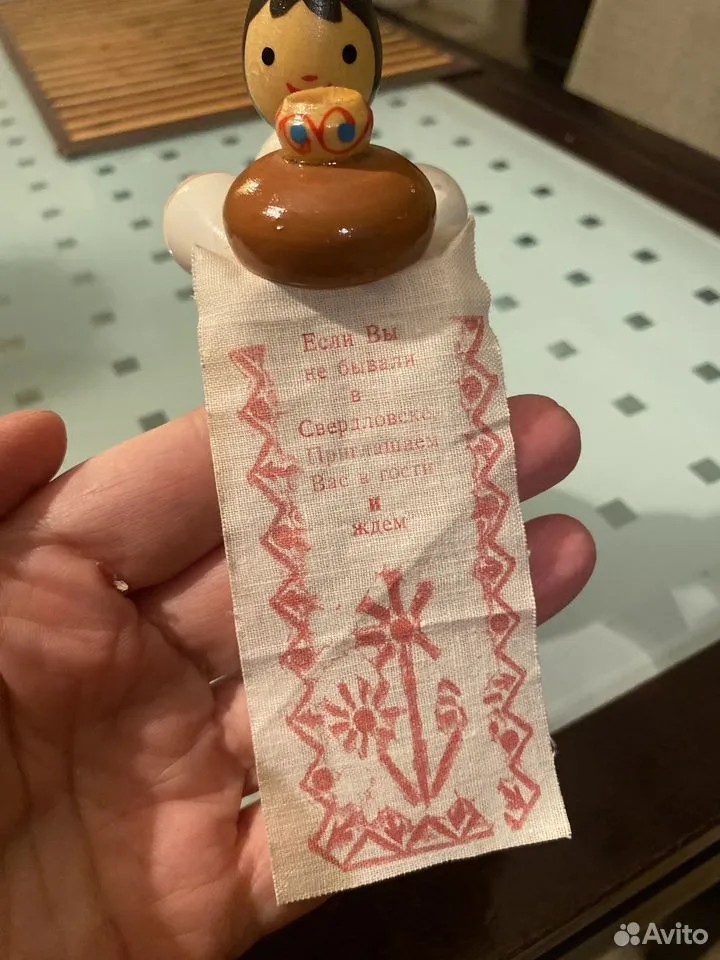 Если Вы
не бывали
в
Свердловске,
Приглашаем
Вас в гости
и
ждем
Avito